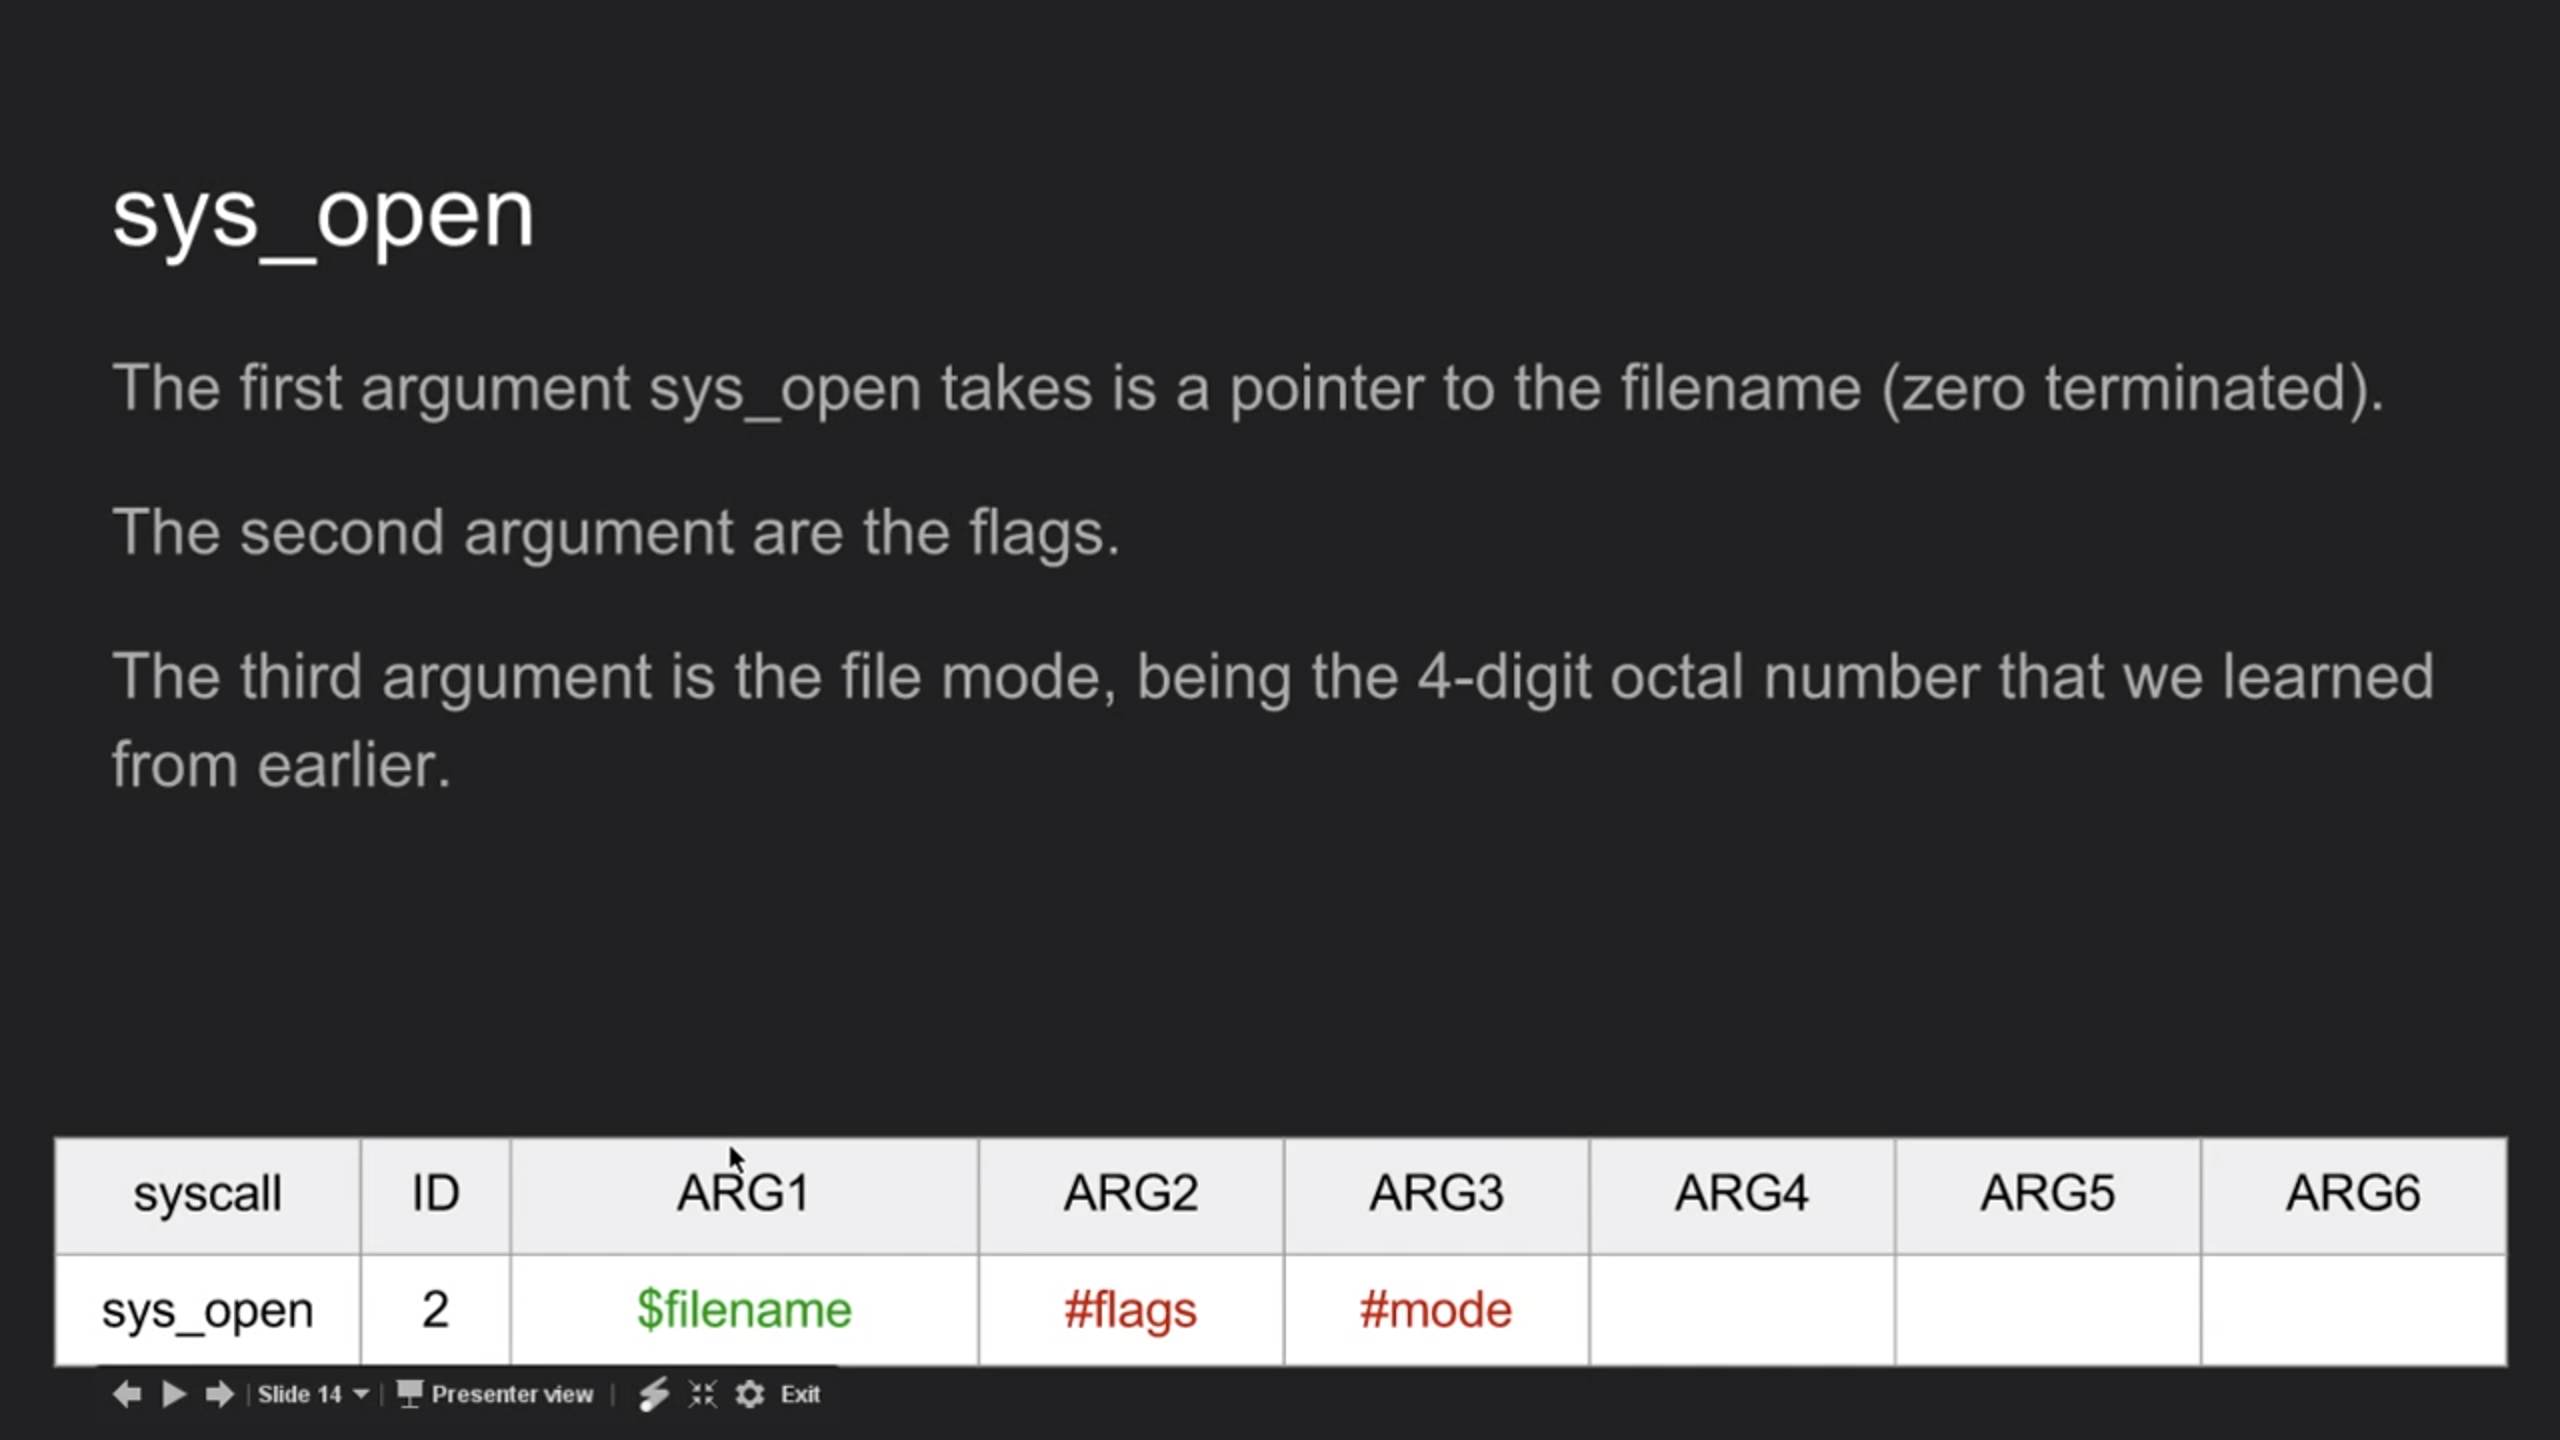 sys_open
The first argument sys_open takes is a pointer to the filename (zero terminated).
The second argument are the flags.
The third argument is the file mode, being the 4-digit octal number that we learned
from earlier.
syscall ID ARG1 ARG2 ARG3 ARG4 ARG5 ARG6
sys_open 2 $filename #flags #mode
Slide 14 Presenter view Exit